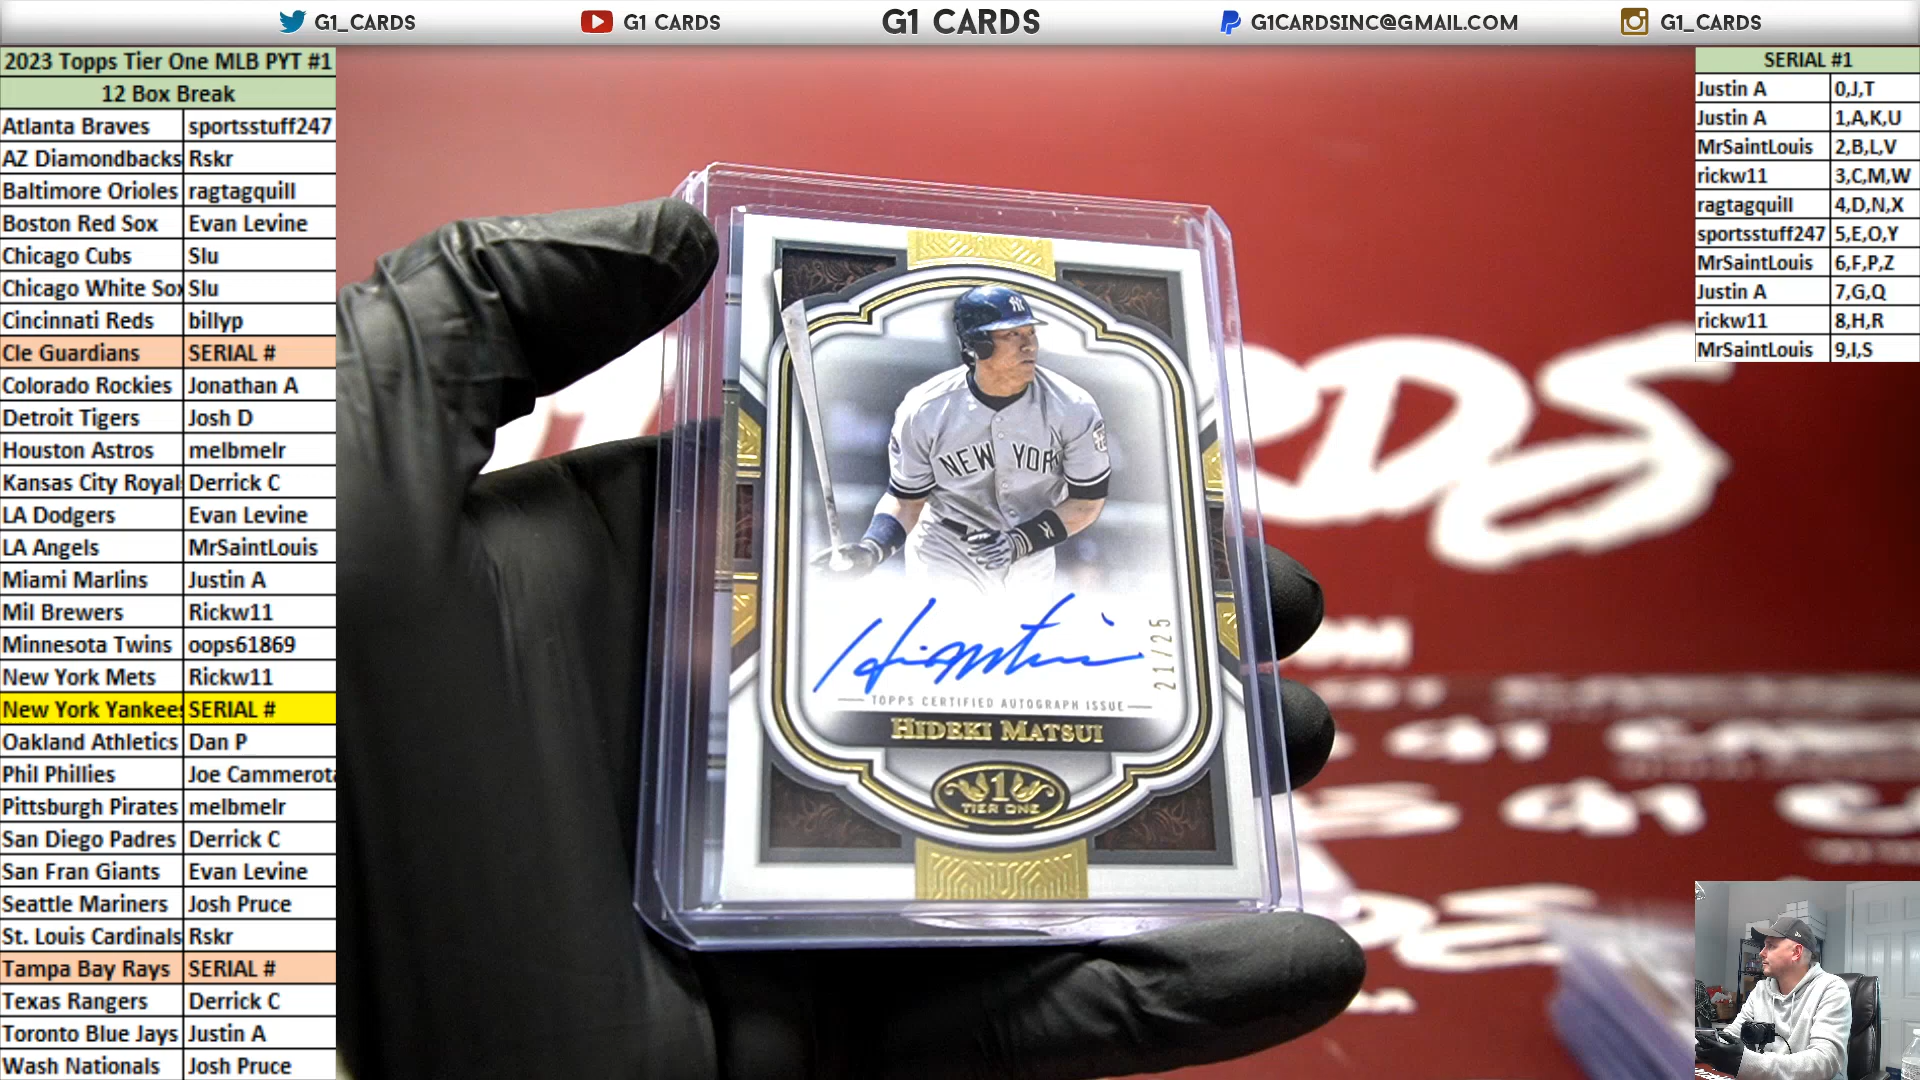 G1_CARDS
G1 CARDS
G1 CARDS
G1CARDSINC@GMAIL.COM
G1_CARDS
2023 Topps Tier One MLB PYT #1
12 Box Break
Atlanta Braves sportsstuff247
AZ Diamondbacks Rskr
Baltimore Orioles ragtagquill
Boston Red Sox Evan Levine
Chicago Cubs Slu
Chicago White Sox Slu
Cincinnati Reds billyp
Cle Guardians SERIAL #
Colorado Rockies Jonathan A
Detroit Tigers Josh D
Houston Astros melbmelr
Kansas City Royal Derrick C
LA Dodgers Evan Levine
LA Angels MrSaintLouis
Miami Marlins Justin A
Mil Brewers Rickw11
Minnesota Twins oops61869
New York Mets Rickw11
New York Yankees SERIAL #
Oakland Athletics Dan P
Phil Phillies Joe Cammerota
Pittsburgh Pirates melbmelr
San Diego Padres Derrick C
San Fran Giants Evan Levine
Seattle Mariners Josh Pruce
St. Louis Cardinals Rskr
Tampa Bay Rays SERIAL #
Texas Rangers Derrick C
Toronto Blue Jays Justin A
Wash Nationals Josh Pruce
NEW YORK
21/25
TOPPS CERTIFIED AUTOGRAPH ISSUE
HIDEKI MATSUI
1
TIER ONE
SERIAL #1
Justin A 0,J,T
Justin A 1,A,K,U
MrSaintLouis 2,B,L,V
rickw11 3,C,M,W
ragtagquill 4,D,N,X
sportsstuff247 5,E,O,Y
MrSaintLouis 6,F,P,Z
Justin A 7,G,Q
rickw11 8,H,R
MrSaintLouis 9,I,S